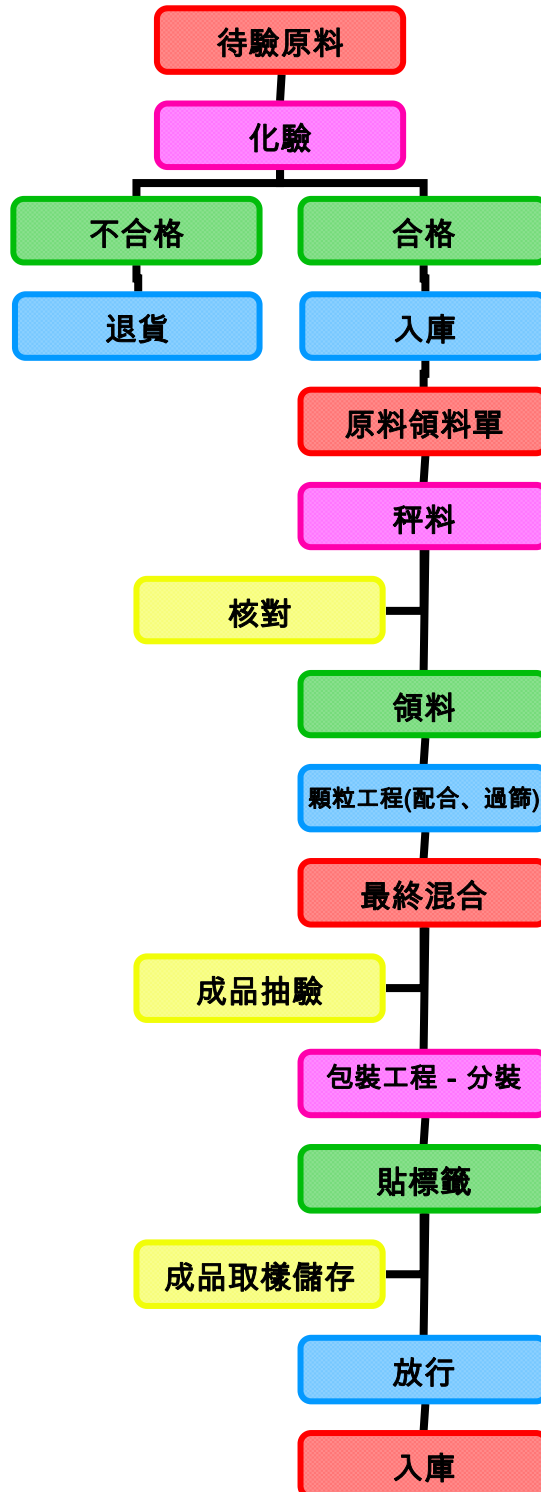 待驗原料
化驗
不合格
合格
退貨
入庫
原料領料單
秤料
核對
領料
顆粒工程(配合、過篩)
最終混合
成品抽驗
包裝工程 - 分裝
貼標籤
成品取樣儲存
放行
入庫